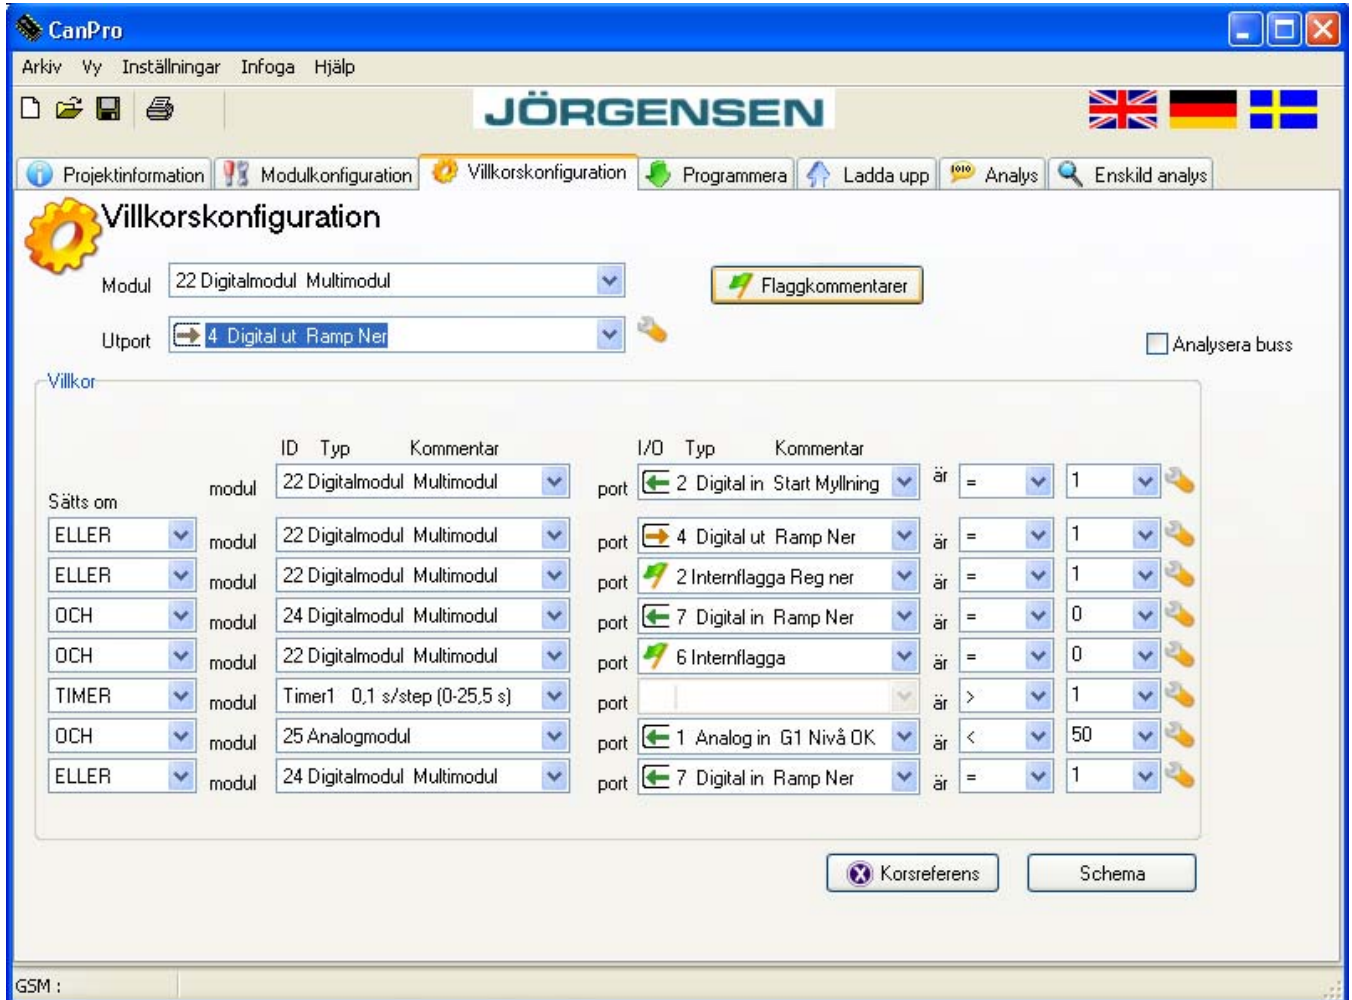 CanPro
Arkiv Vy Inställningar Infoga Hjälp
JÖRGENSEN
Projektinformation Modulkonfiguration Villkorskonfiguration Programmera Ladda upp Analys Enskild analys
Villkorskonfiguration
Modul 22 Digitalmodul Multimodul Flaggkommentarer
Utport 4 Digital ut Ramp Ner Analysera buss
Villkor
ID Typ Kommentar I/O Typ Kommentar
Sätts om modul 22 Digitalmodul Multimodul port 2 Digital in Start Myllning är = 1
ELLER modul 22 Digitalmodul Multimodul port 4 Digital ut Ramp Ner är = 1
ELLER modul 22 Digitalmodul Multimodul port 2 Internflagga Reg ner är = 1
OCH modul 24 Digitalmodul Multimodul port 7 Digital in Ramp Ner är = 0
OCH modul 22 Digitalmodul Multimodul port 6 Internflagga är = 0
TIMER modul Timer1 0,1 s/step (0-25,5 s) port är > 1
OCH modul 25 Analogmodul port 1 Analog in G1 Nivå OK är < 50
ELLER modul 24 Digitalmodul Multimodul port 7 Digital in Ramp Ner är = 1
Korsreferens Schema
GSM :